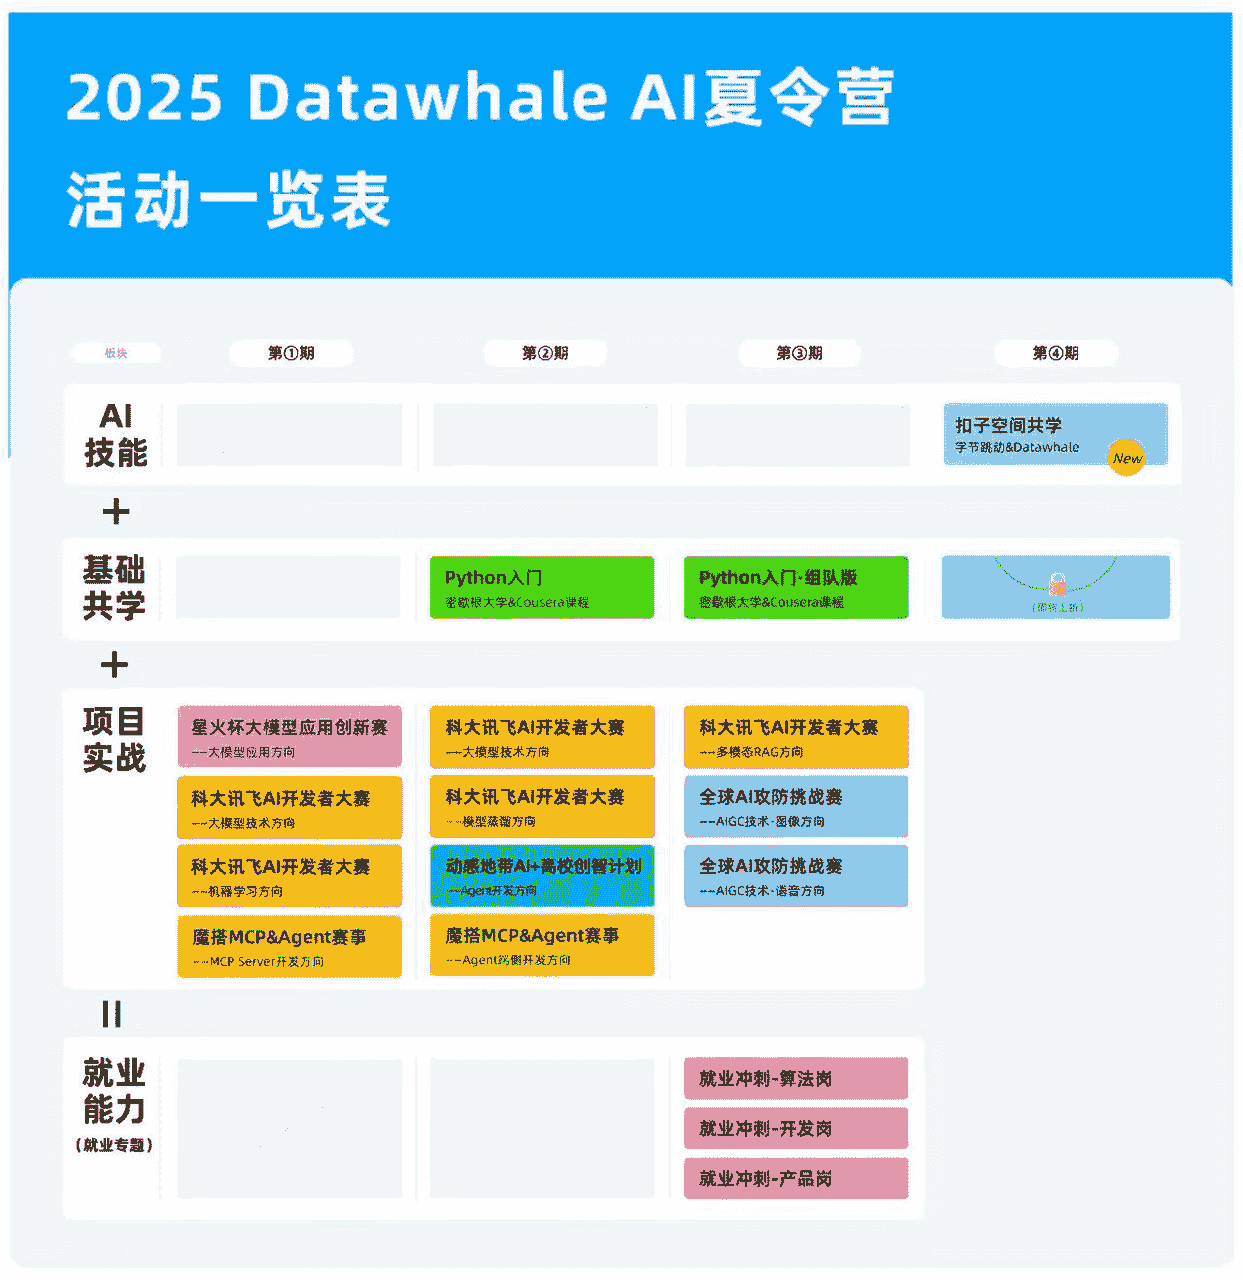 2025 Datawhale AI夏令营
活动一览表
板块
第①期
第②期
第③期
第④期
AI
技能
扣子空间共学
字节跳动&Datawhale
New
+
基础
共学
Python入门
密歇根大学&Cousera课程
Python入门·组队版
密歇根大学&Cousera课程
+
项目
实战
星火杯大模型应用创新赛
——大模型应用方向
科大讯飞AI开发者大赛
——大模型技术方向
科大讯飞AI开发者大赛
——机器学习方向
魔搭MCP&Agent赛事
——MCP Server开发方向
科大讯飞AI开发者大赛
——大模型技术方向
科大讯飞AI开发者大赛
——模型蒸馏方向
动感地带AI+高校创智计划
——Agent开发方向
魔搭MCP&Agent赛事
——Agent端侧开发方向
科大讯飞AI开发者大赛
——多模态RAG方向
全球AI攻防挑战赛
——AIGC技术-图像方向
全球AI攻防挑战赛
——AIGC技术-语音方向
=
就业
能力
(就业专题)
就业冲刺-算法岗
就业冲刺-开发岗
就业冲刺-产品岗